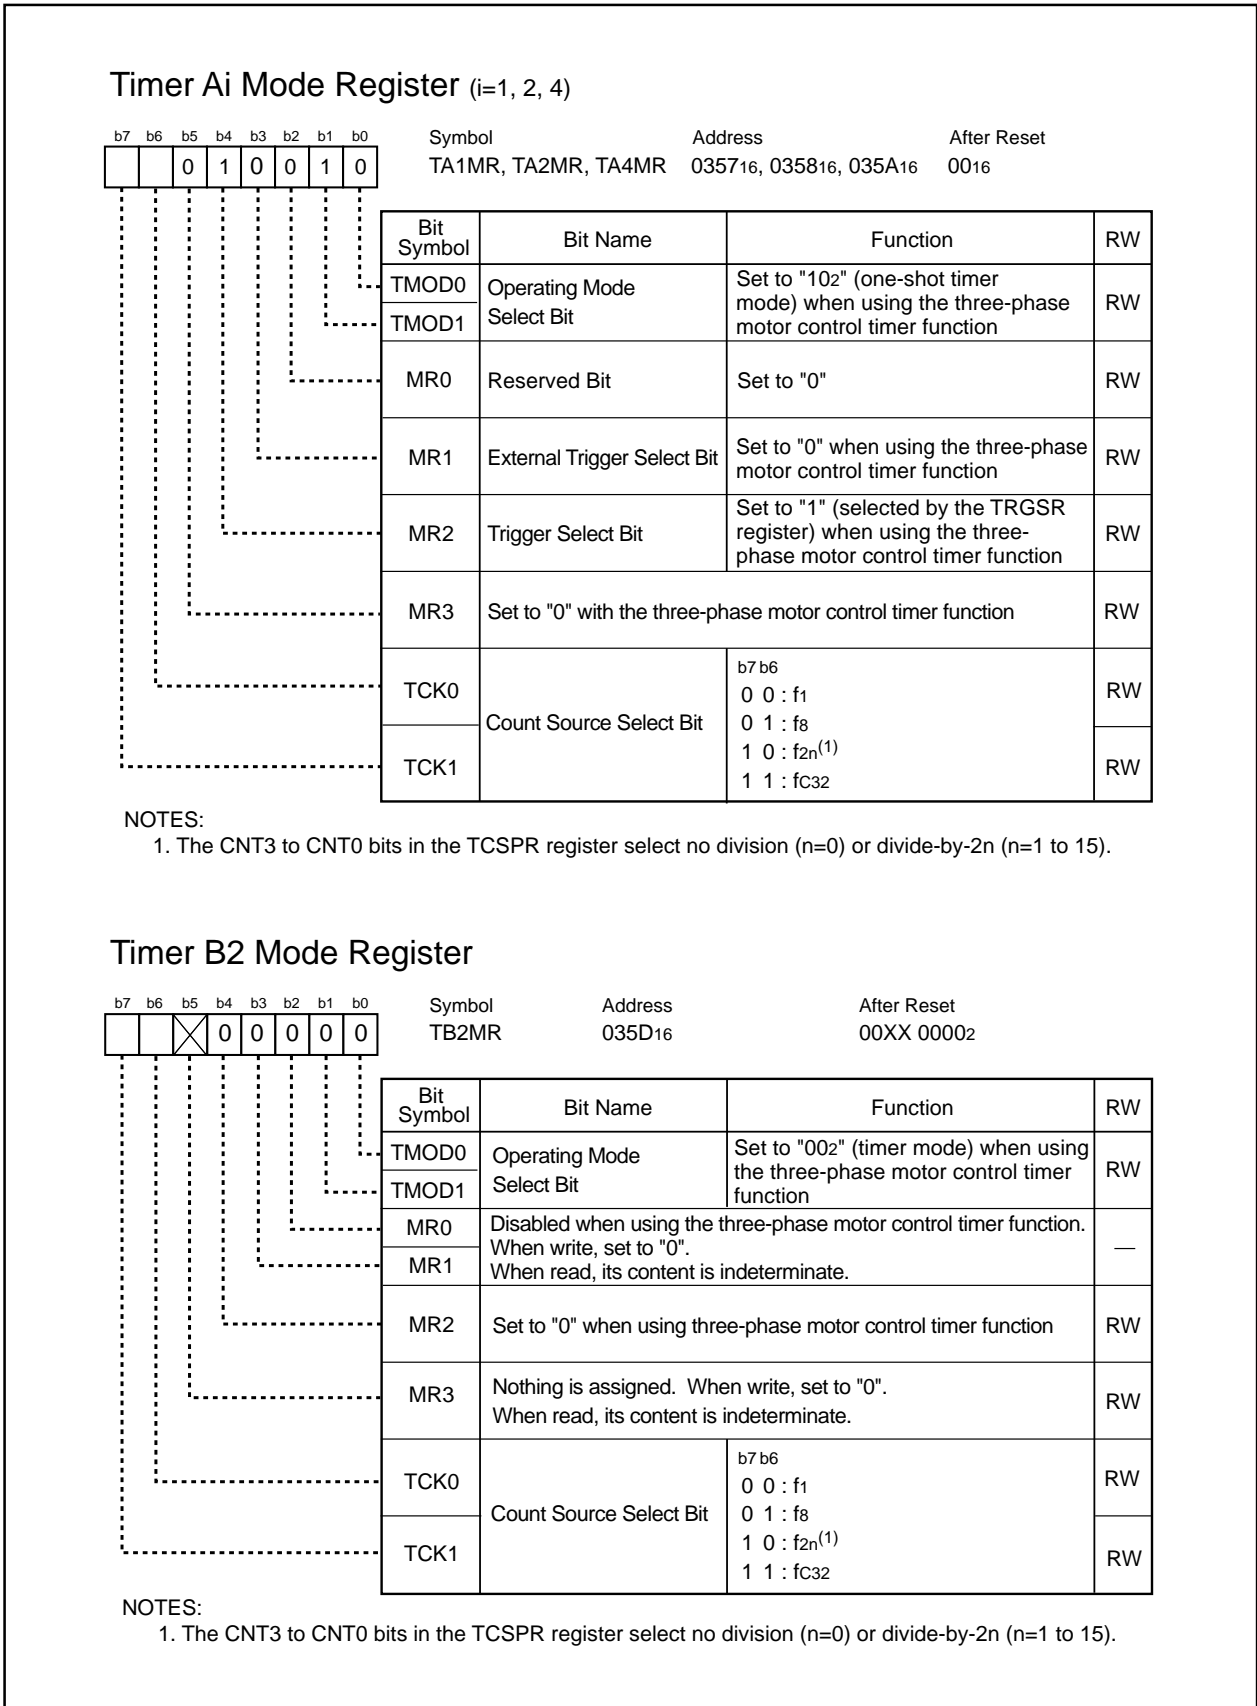 Timer Ai Mode Register (i=1, 2, 4)
b7 b6 b5 b4 b3 b2 b1 b0
0 1 0 0 1 0
Symbol Address After Reset
TA1MR, TA2MR, TA4MR 035716, 035816, 035A16 0016
Bit Symbol Bit Name Function RW
TMOD0
TMOD1
Operating Mode
Select Bit
Set to "102" (one-shot timer
mode) when using the three-phase
motor control timer function
RW
MR0 Reserved Bit Set to "0" RW
MR1 External Trigger Select Bit
Set to "0" when using the three-phase
motor control timer function
RW
MR2 Trigger Select Bit
Set to "1" (selected by the TRGSR
register) when using the three-
phase motor control timer function
RW
MR3 Set to "0" with the three-phase motor control timer function RW
TCK0
TCK1
Count Source Select Bit
b7 b6
0 0 : f1
0 1 : f8
1 0 : f2n(1)
1 1 : fC32
RW
RW
NOTES:
1. The CNT3 to CNT0 bits in the TCSPR register select no division (n=0) or divide-by-2n (n=1 to 15).
Timer B2 Mode Register
b7 b6 b5 b4 b3 b2 b1 b0
0 0 0 0 0
Symbol Address After Reset
TB2MR 035D16 00XX 00002
Bit Symbol Bit Name Function RW
TMOD0
TMOD1
Operating Mode
Select Bit
Set to "002" (timer mode) when using
the three-phase motor control timer
function
RW
MR0
MR1
Disabled when using the three-phase motor control timer function.
When write, set to "0".
When read, its content is indeterminate.
—
MR2 Set to "0" when using three-phase motor control timer function RW
MR3
Nothing is assigned. When write, set to "0".
When read, its content is indeterminate.
RW
TCK0
TCK1
Count Source Select Bit
b7 b6
0 0 : f1
0 1 : f8
1 0 : f2n(1)
1 1 : fC32
RW
RW
NOTES:
1. The CNT3 to CNT0 bits in the TCSPR register select no division (n=0) or divide-by-2n (n=1 to 15).